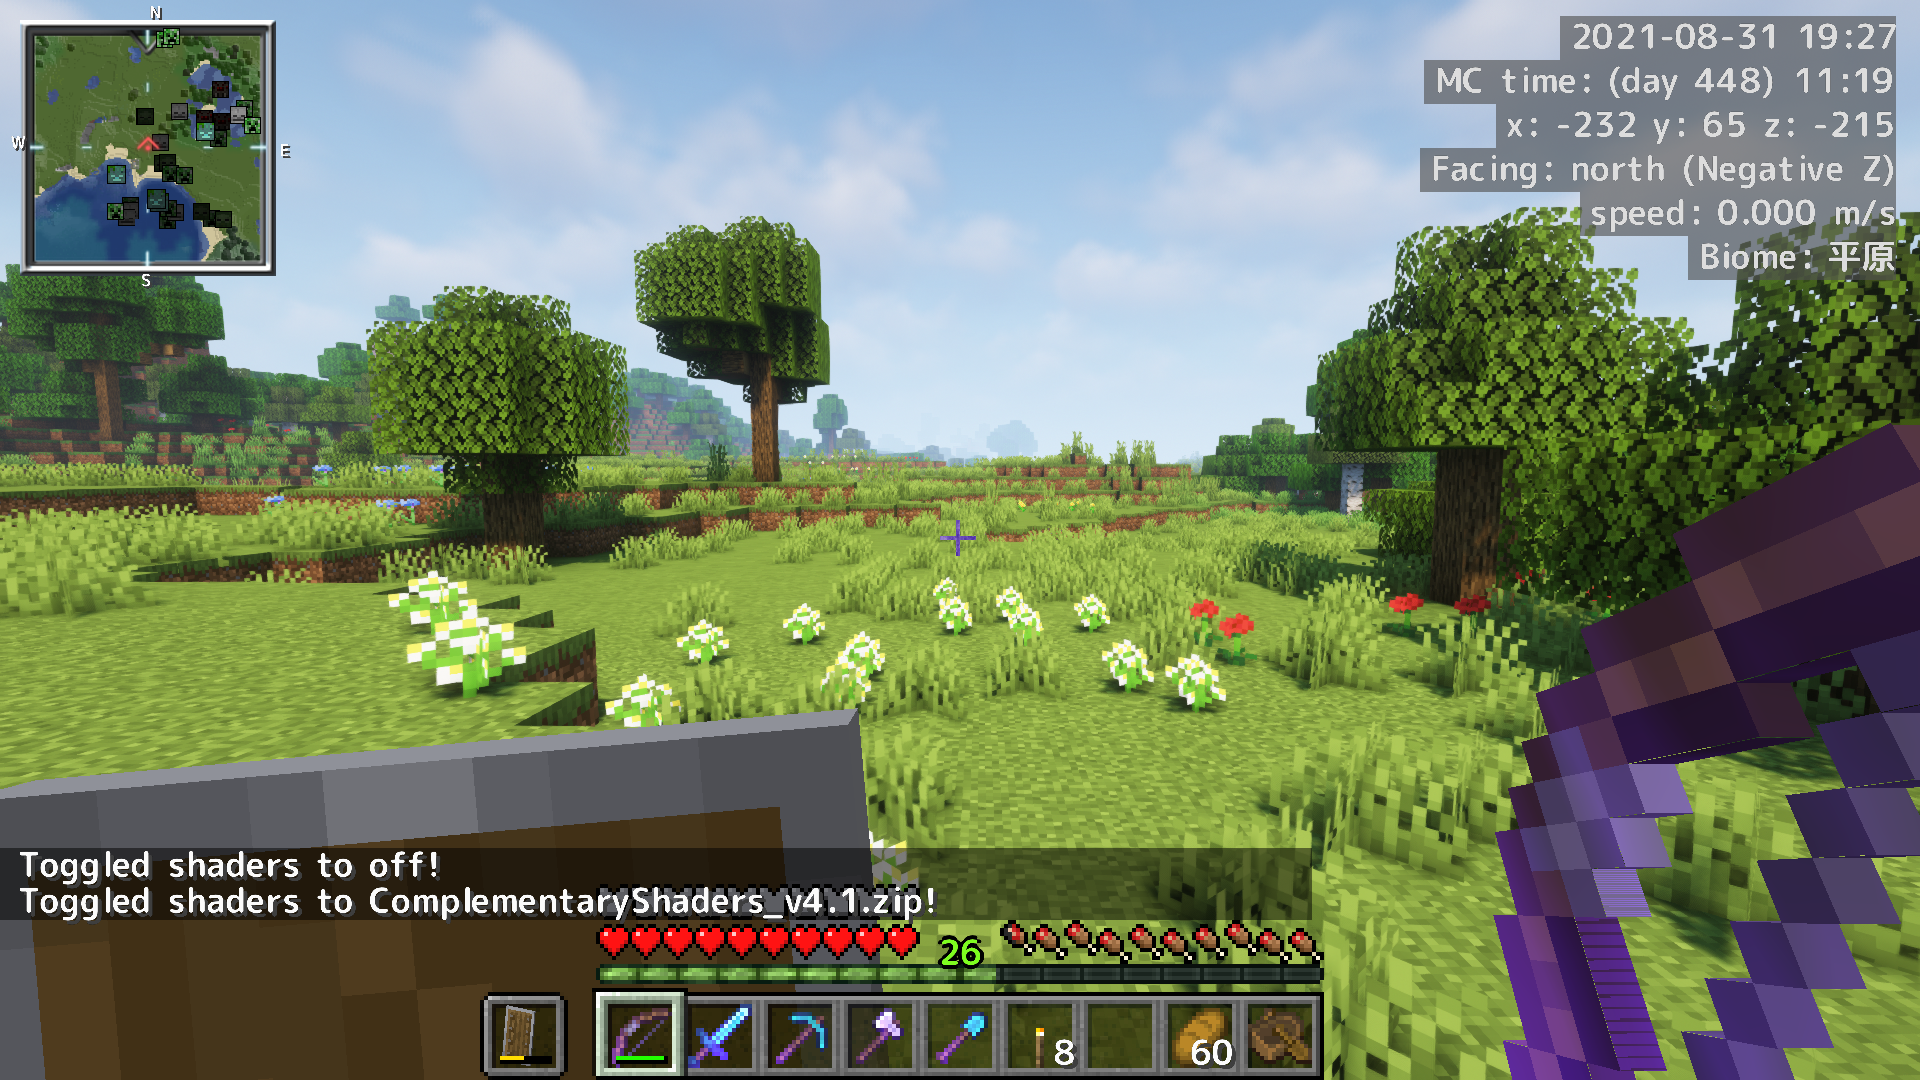 N
W
E
S
2021-08-31 19:27
MC time: (day 448) 11:19
x: -232 y: 65 z: -215
Facing: north (Negative Z)
speed: 0.000 m/s
Biome: 平原
Toggled shaders to off!
Toggled shaders to ComplementaryShaders_v4.1.zip!
26
8
60